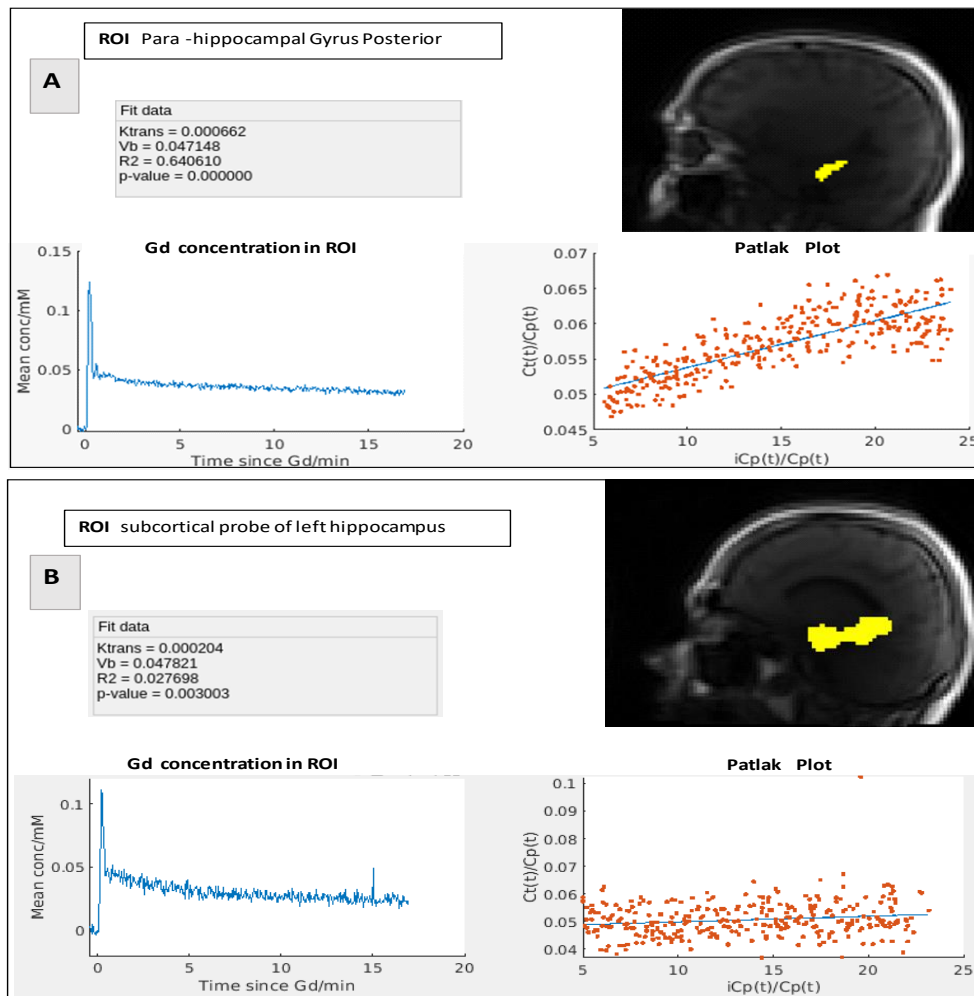 ROI Para -hippocampal Gyrus Posterior
A
Fit data
Ktrans = 0.000662
Vb = 0.047148
R2 = 0.640610
p-value = 0.000000
Gd concentration in ROI
Mean conc/mM
0.15
0.1
0.05
0
0 5 10 15 20
Time since Gd/min
Patlak Plot
Ct(t)/Cp(t)
0.07
0.065
0.06
0.055
0.05
0.045
5 10 15 20 25
iCp(t)/Cp(t)
ROI subcortical probe of left hippocampus
B
Fit data
Ktrans = 0.000204
Vb = 0.047821
R2 = 0.027698
p-value = 0.003003
Gd concentration in ROI
Mean conc/mM
0.1
0.05
0
0 5 10 15 20
Time since Gd/min
Patlak Plot
Ct(t)/Cp(t)
0.1
0.09
0.08
0.07
0.06
0.05
0.04
5 10 15 20 25
iCp(t)/Cp(t)